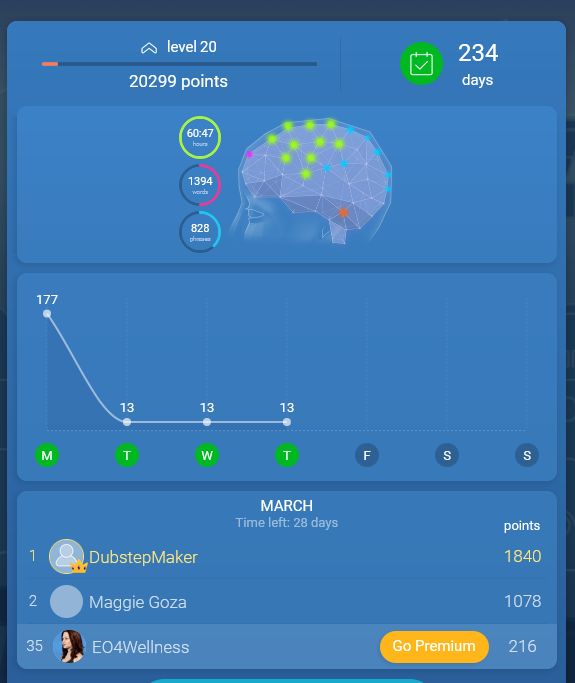 level 20
20299 points
234
days
60:47
hours
1394
words
828
phrases
177
13 13 13
M T W T F S S
MARCH
Time left: 28 days
points
1 DubstepMaker 1840
2 Maggie Goza 1078
35 EO4Wellness Go Premium 216